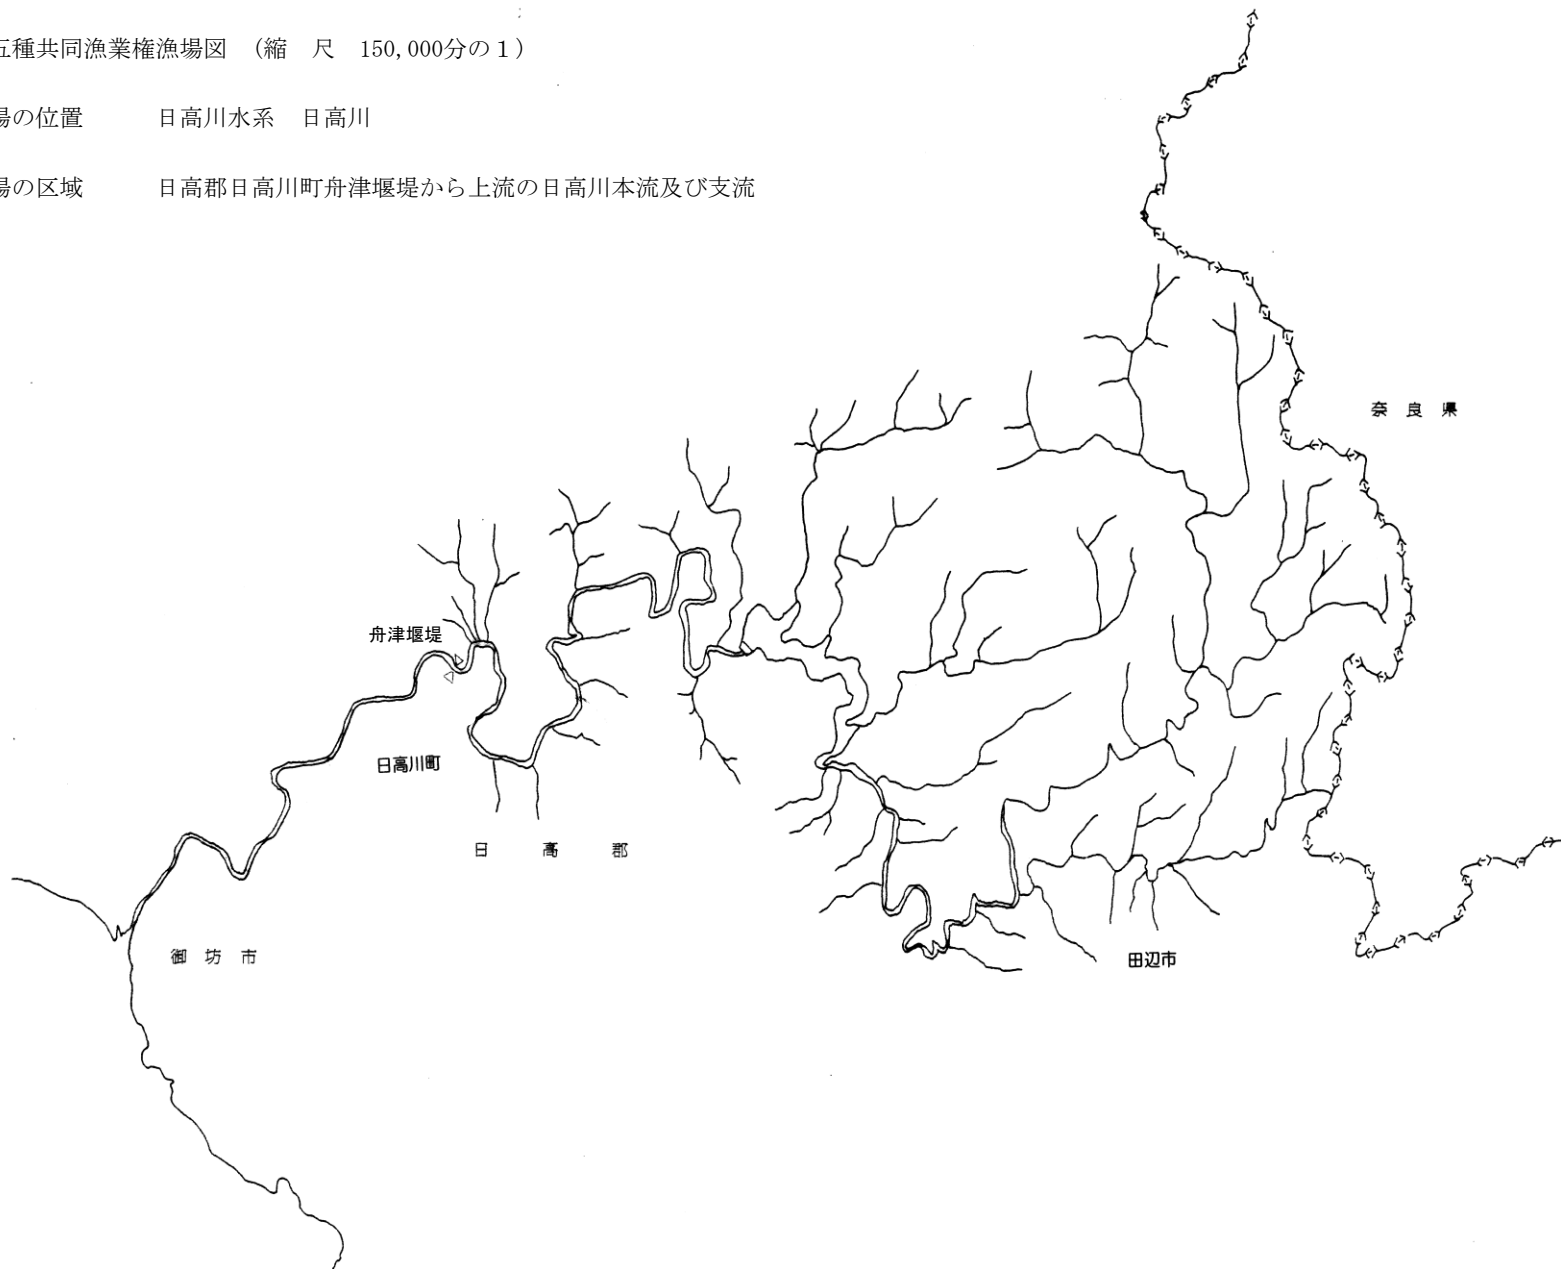 五種共同漁業権漁場図　（縮　尺　150,000分の１）
場の位置　　　日高川水系　日高川
場の区域　　　日高郡日高川町舟津堰堤から上流の日高川本流及び支流
奈 良 県
舟津堰堤
日高川町
日 高 郡
御 坊 市
田辺市